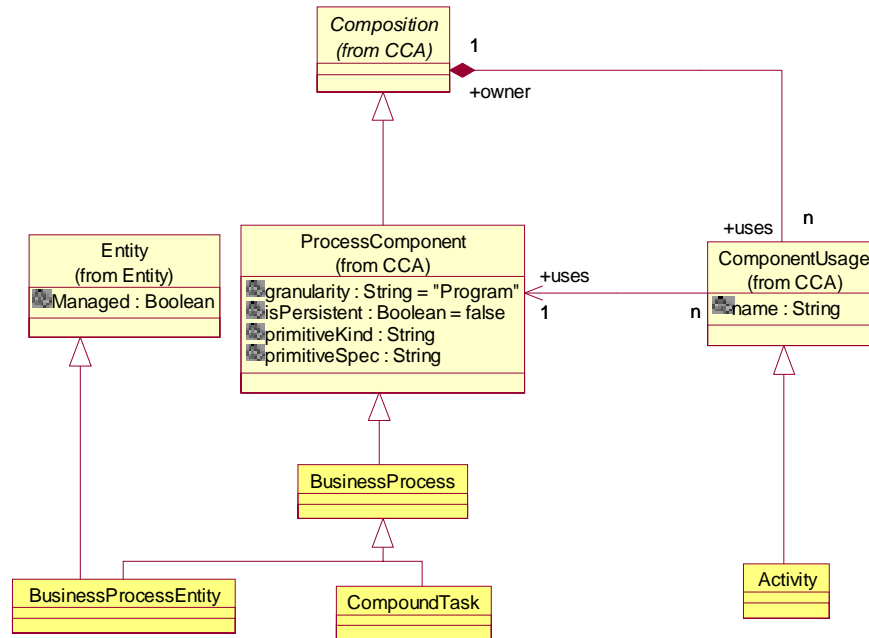 Composition
(from CCA)
1
+owner
+uses
n
Entity
(from Entity)
Managed : Boolean
ProcessComponent
(from CCA)
granularity : String = "Program"
isPersistent : Boolean = false
primitiveKind : String
primitiveSpec : String
+uses
1
n
ComponentUsage
(from CCA)
name : String
BusinessProcess
BusinessProcessEntity
CompoundTask
Activity